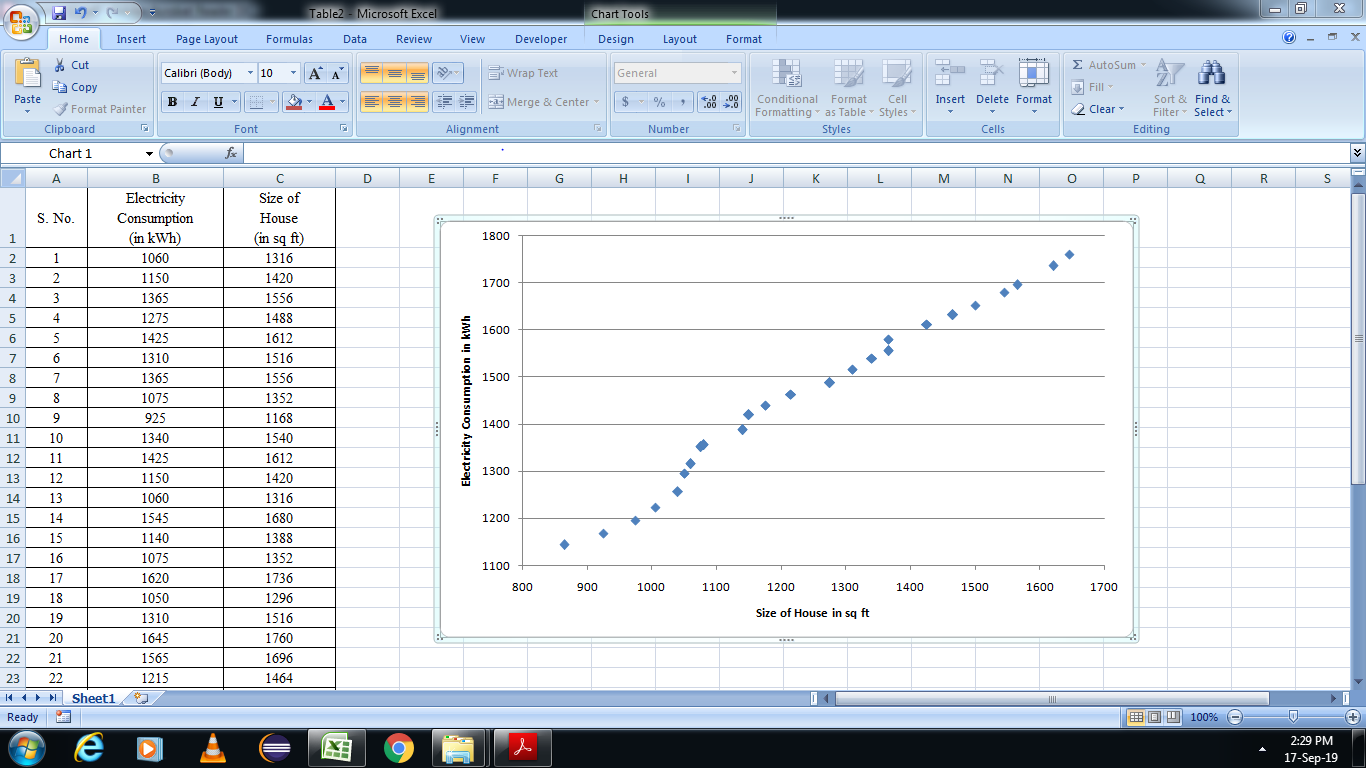 Table2 - Microsoft Excel
Chart Tools
Home Insert Page Layout Formulas Data Review View Developer Design Layout Format
Paste
Cut
Copy
Format Painter
Clipboard
Calibri (Body) 10 A A
B I U A
Font
Wrap Text
Merge & Center
Alignment
General
$ % , .00 .0
Number
Conditional Formatting
Format as Table
Cell Styles
Styles
Insert Delete Format
Cells
Σ AutoSum
Fill
Clear
Sort & Filter
Find & Select
Editing
Chart 1 fx
A B C D E F G H I J K L M N O P Q R S
1 S. No. Electricity Consumption (in kWh) Size of House (in sq ft)
2 1 1060 1316
3 2 1150 1420
4 3 1365 1556
5 4 1275 1488
6 5 1425 1612
7 6 1310 1516
8 7 1365 1556
9 8 1075 1352
10 9 925 1168
11 10 1340 1540
12 11 1425 1612
13 12 1150 1420
14 13 1060 1316
15 14 1545 1680
16 15 1140 1388
17 16 1075 1352
18 17 1620 1736
19 18 1050 1296
20 19 1310 1516
21 20 1645 1760
22 21 1565 1696
23 22 1215 1464
Electricity Consumption in kWh
1800
1700
1600
1500
1400
1300
1200
1100
800 900 1000 1100 1200 1300 1400 1500 1600 1700
Size of House in sq ft
Sheet1
Ready
100%
2:29 PM
17-Sep-19